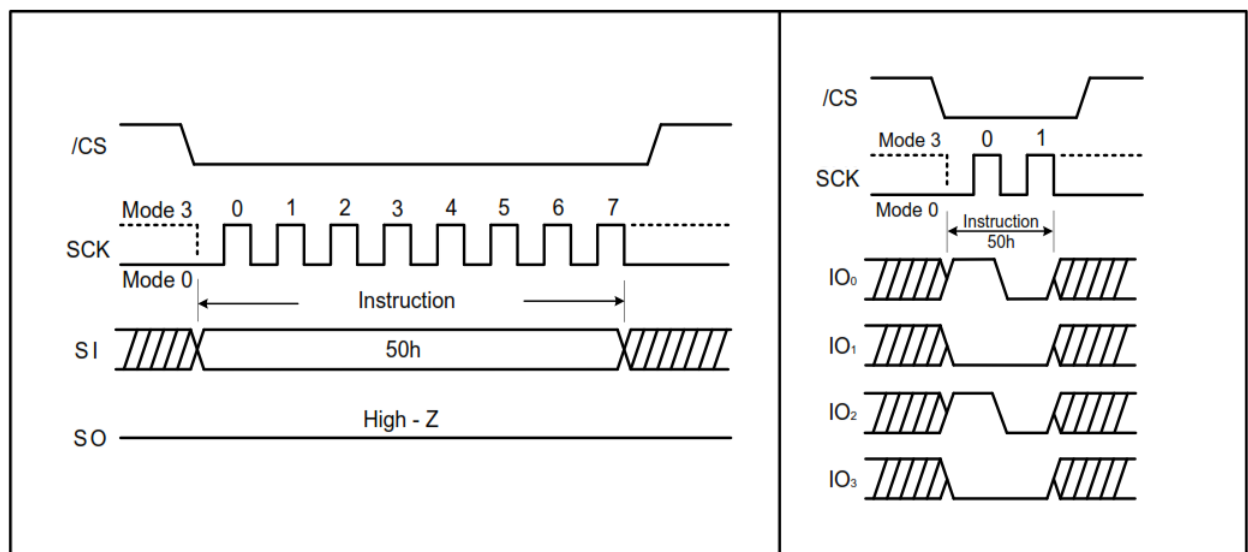 /CS
Mode 3
0 1 2 3 4 5 6 7
SCK
Mode 0
Instruction
SI
50h
High - Z
SO
/CS
Mode 3
0 1
SCK
Mode 0
Instruction
50h
IO₀
IO₁
IO₂
IO₃